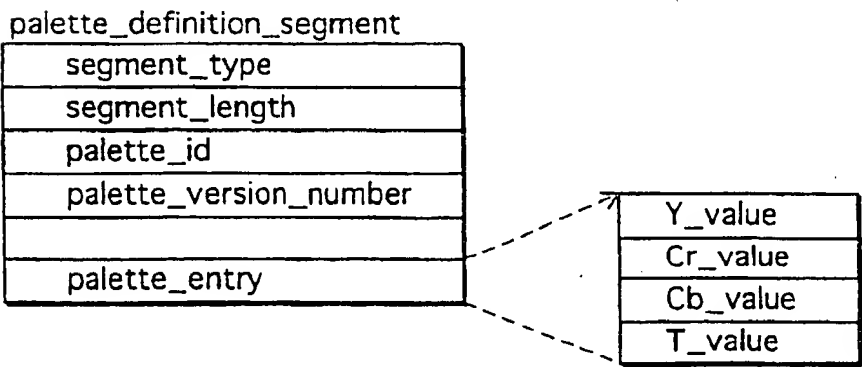 palette_definition_segment
segment_type
segment_length
palette_id
palette_version_number
palette_entry
Y_value
Cr_value
Cb_value
T_value